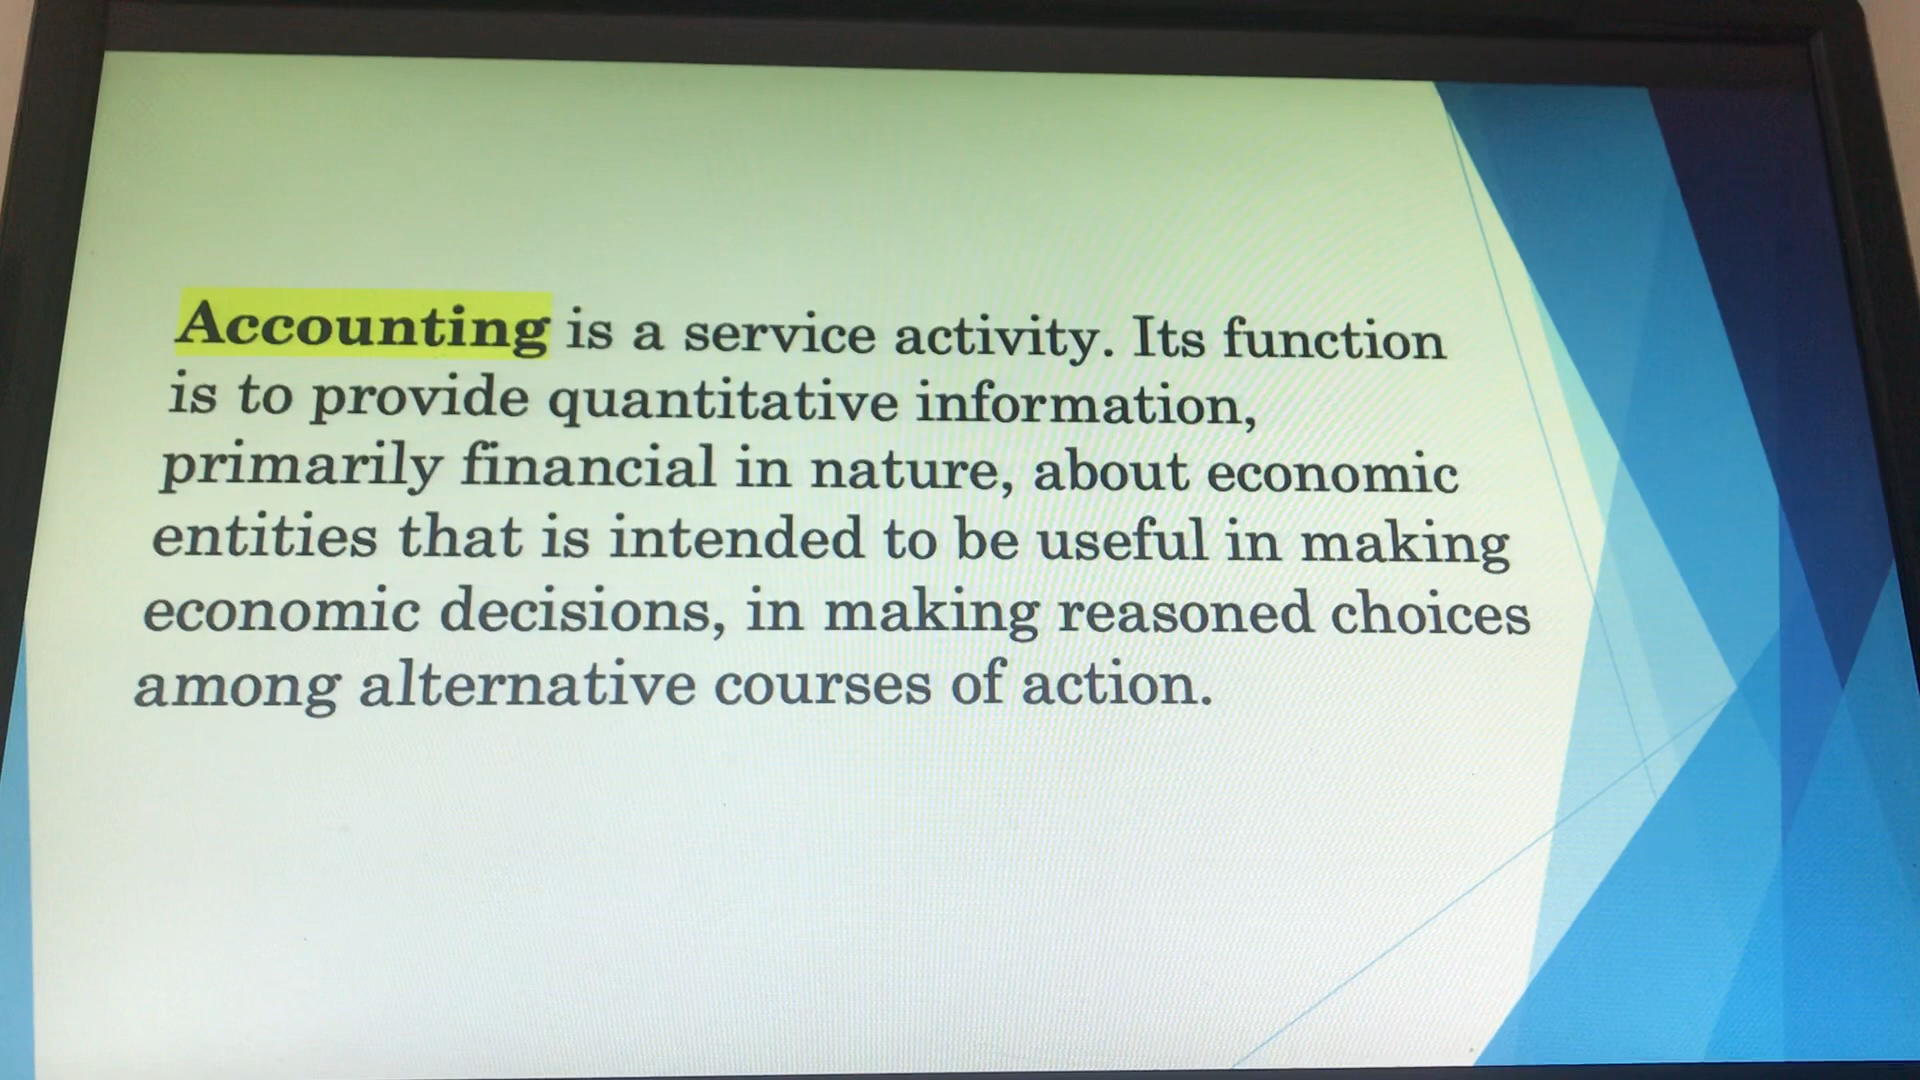 Accounting is a service activity. Its function
is to provide quantitative information,
primarily financial in nature, about economic
entities that is intended to be useful in making
economic decisions, in making reasoned choices
among alternative courses of action.